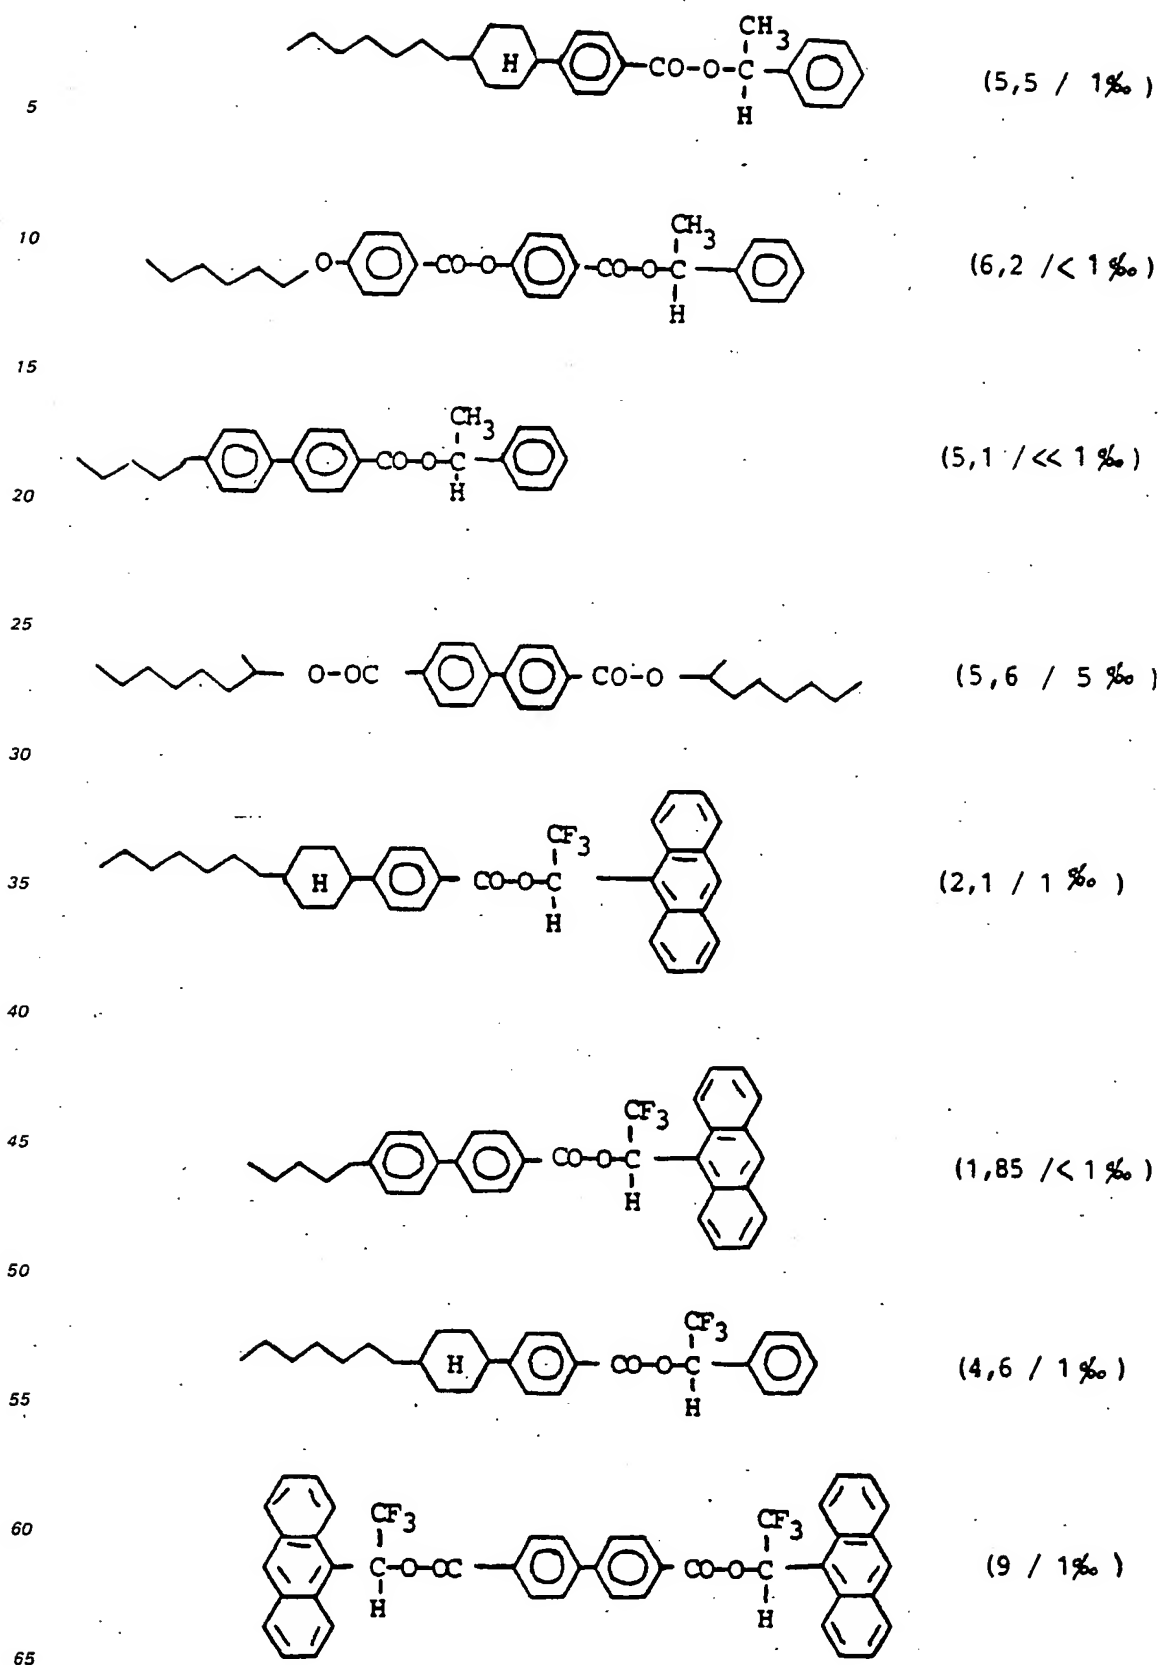 CH3
H CO-O-C (5,5 / 1‰)
5
H
10
CH3
O CO-O CO-O-C (6,2 /< 1‰)
H
15
CH3
CO-O-C (5,1 /<< 1‰)
H
20
25
O-OC CO-O (5,6 / 5‰)
30
CF3
35 H CO-O-C (2,1 / 1‰)
H
40
CF3
45
CO-O-C (1,85 /< 1‰)
H
50
CF3
H CO-O-C (4,6 / 1‰)
55
H
60
CF3 CF3
C-O-OC CO-O-C (9 / 1‰)
H H
65